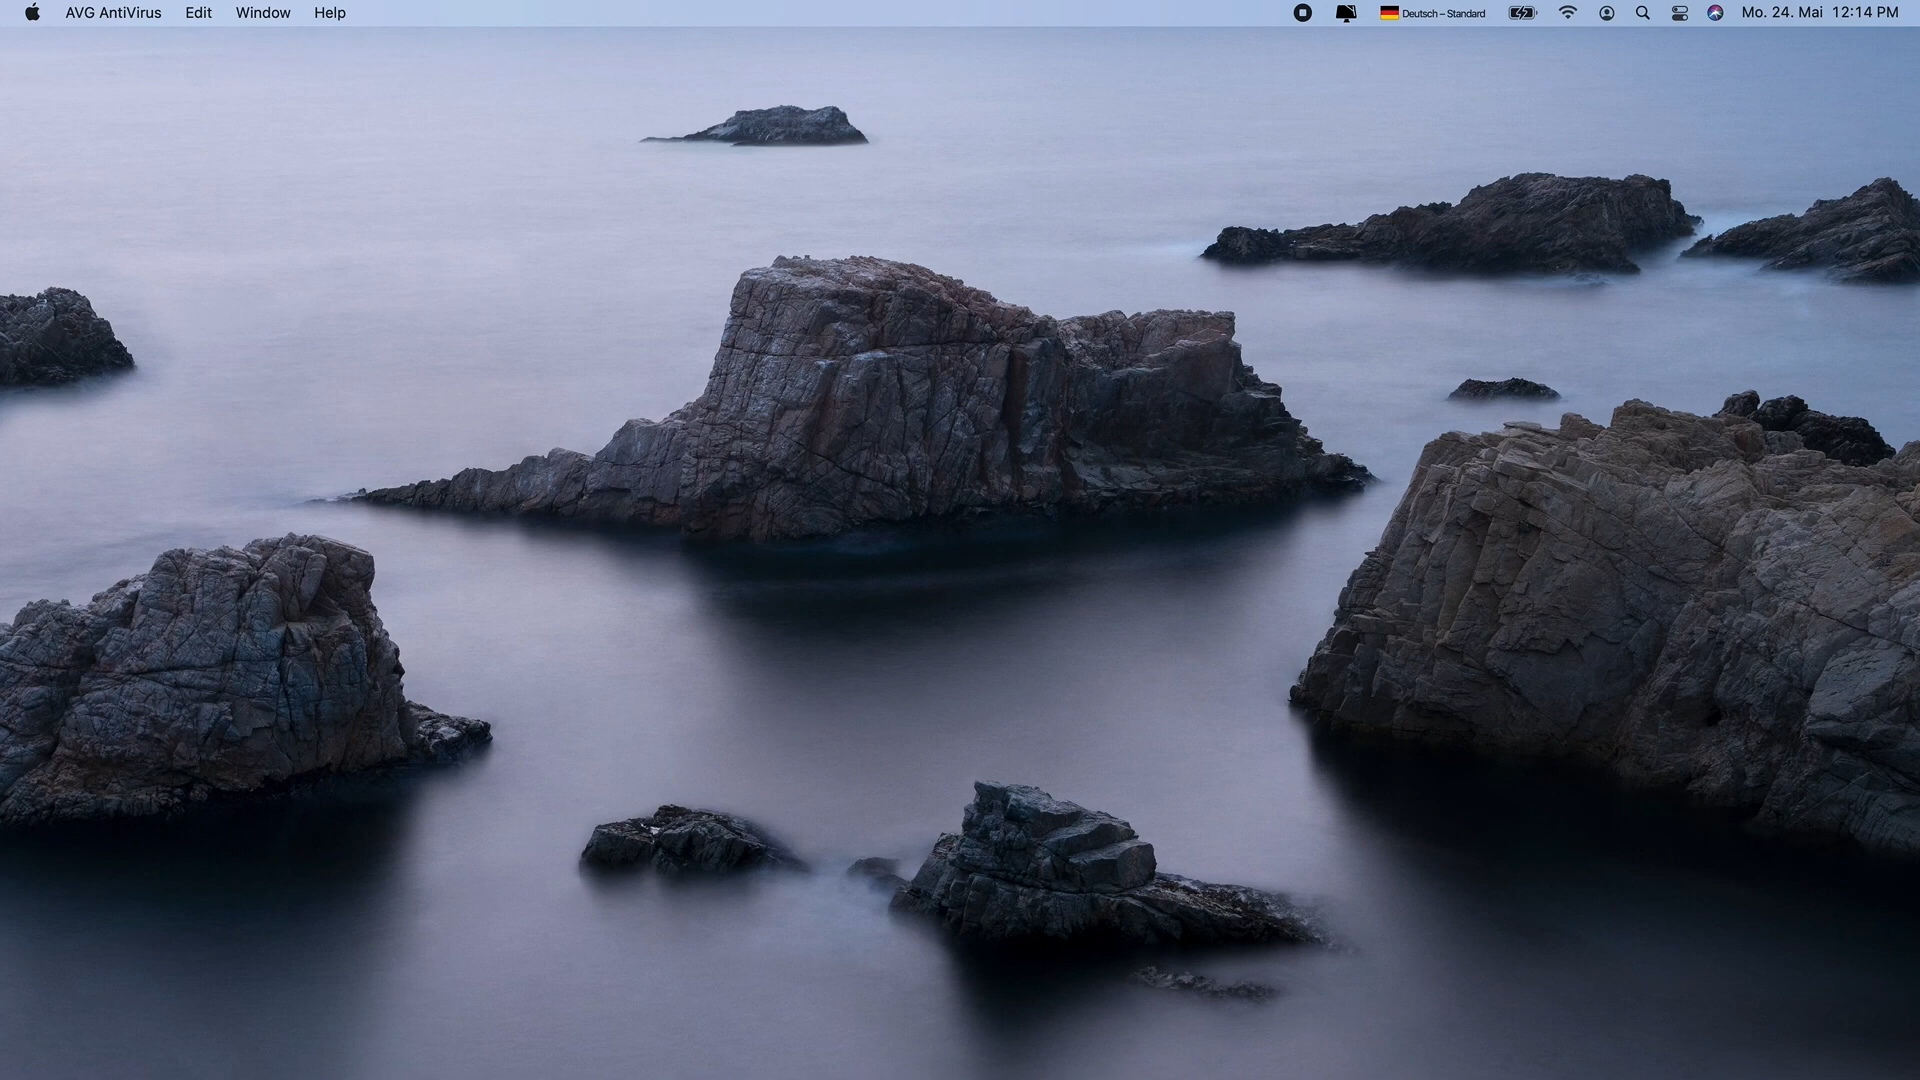 AVG AntiVirus Edit Window Help Deutsch – Standard Mo. 24. Mai 12:14 PM